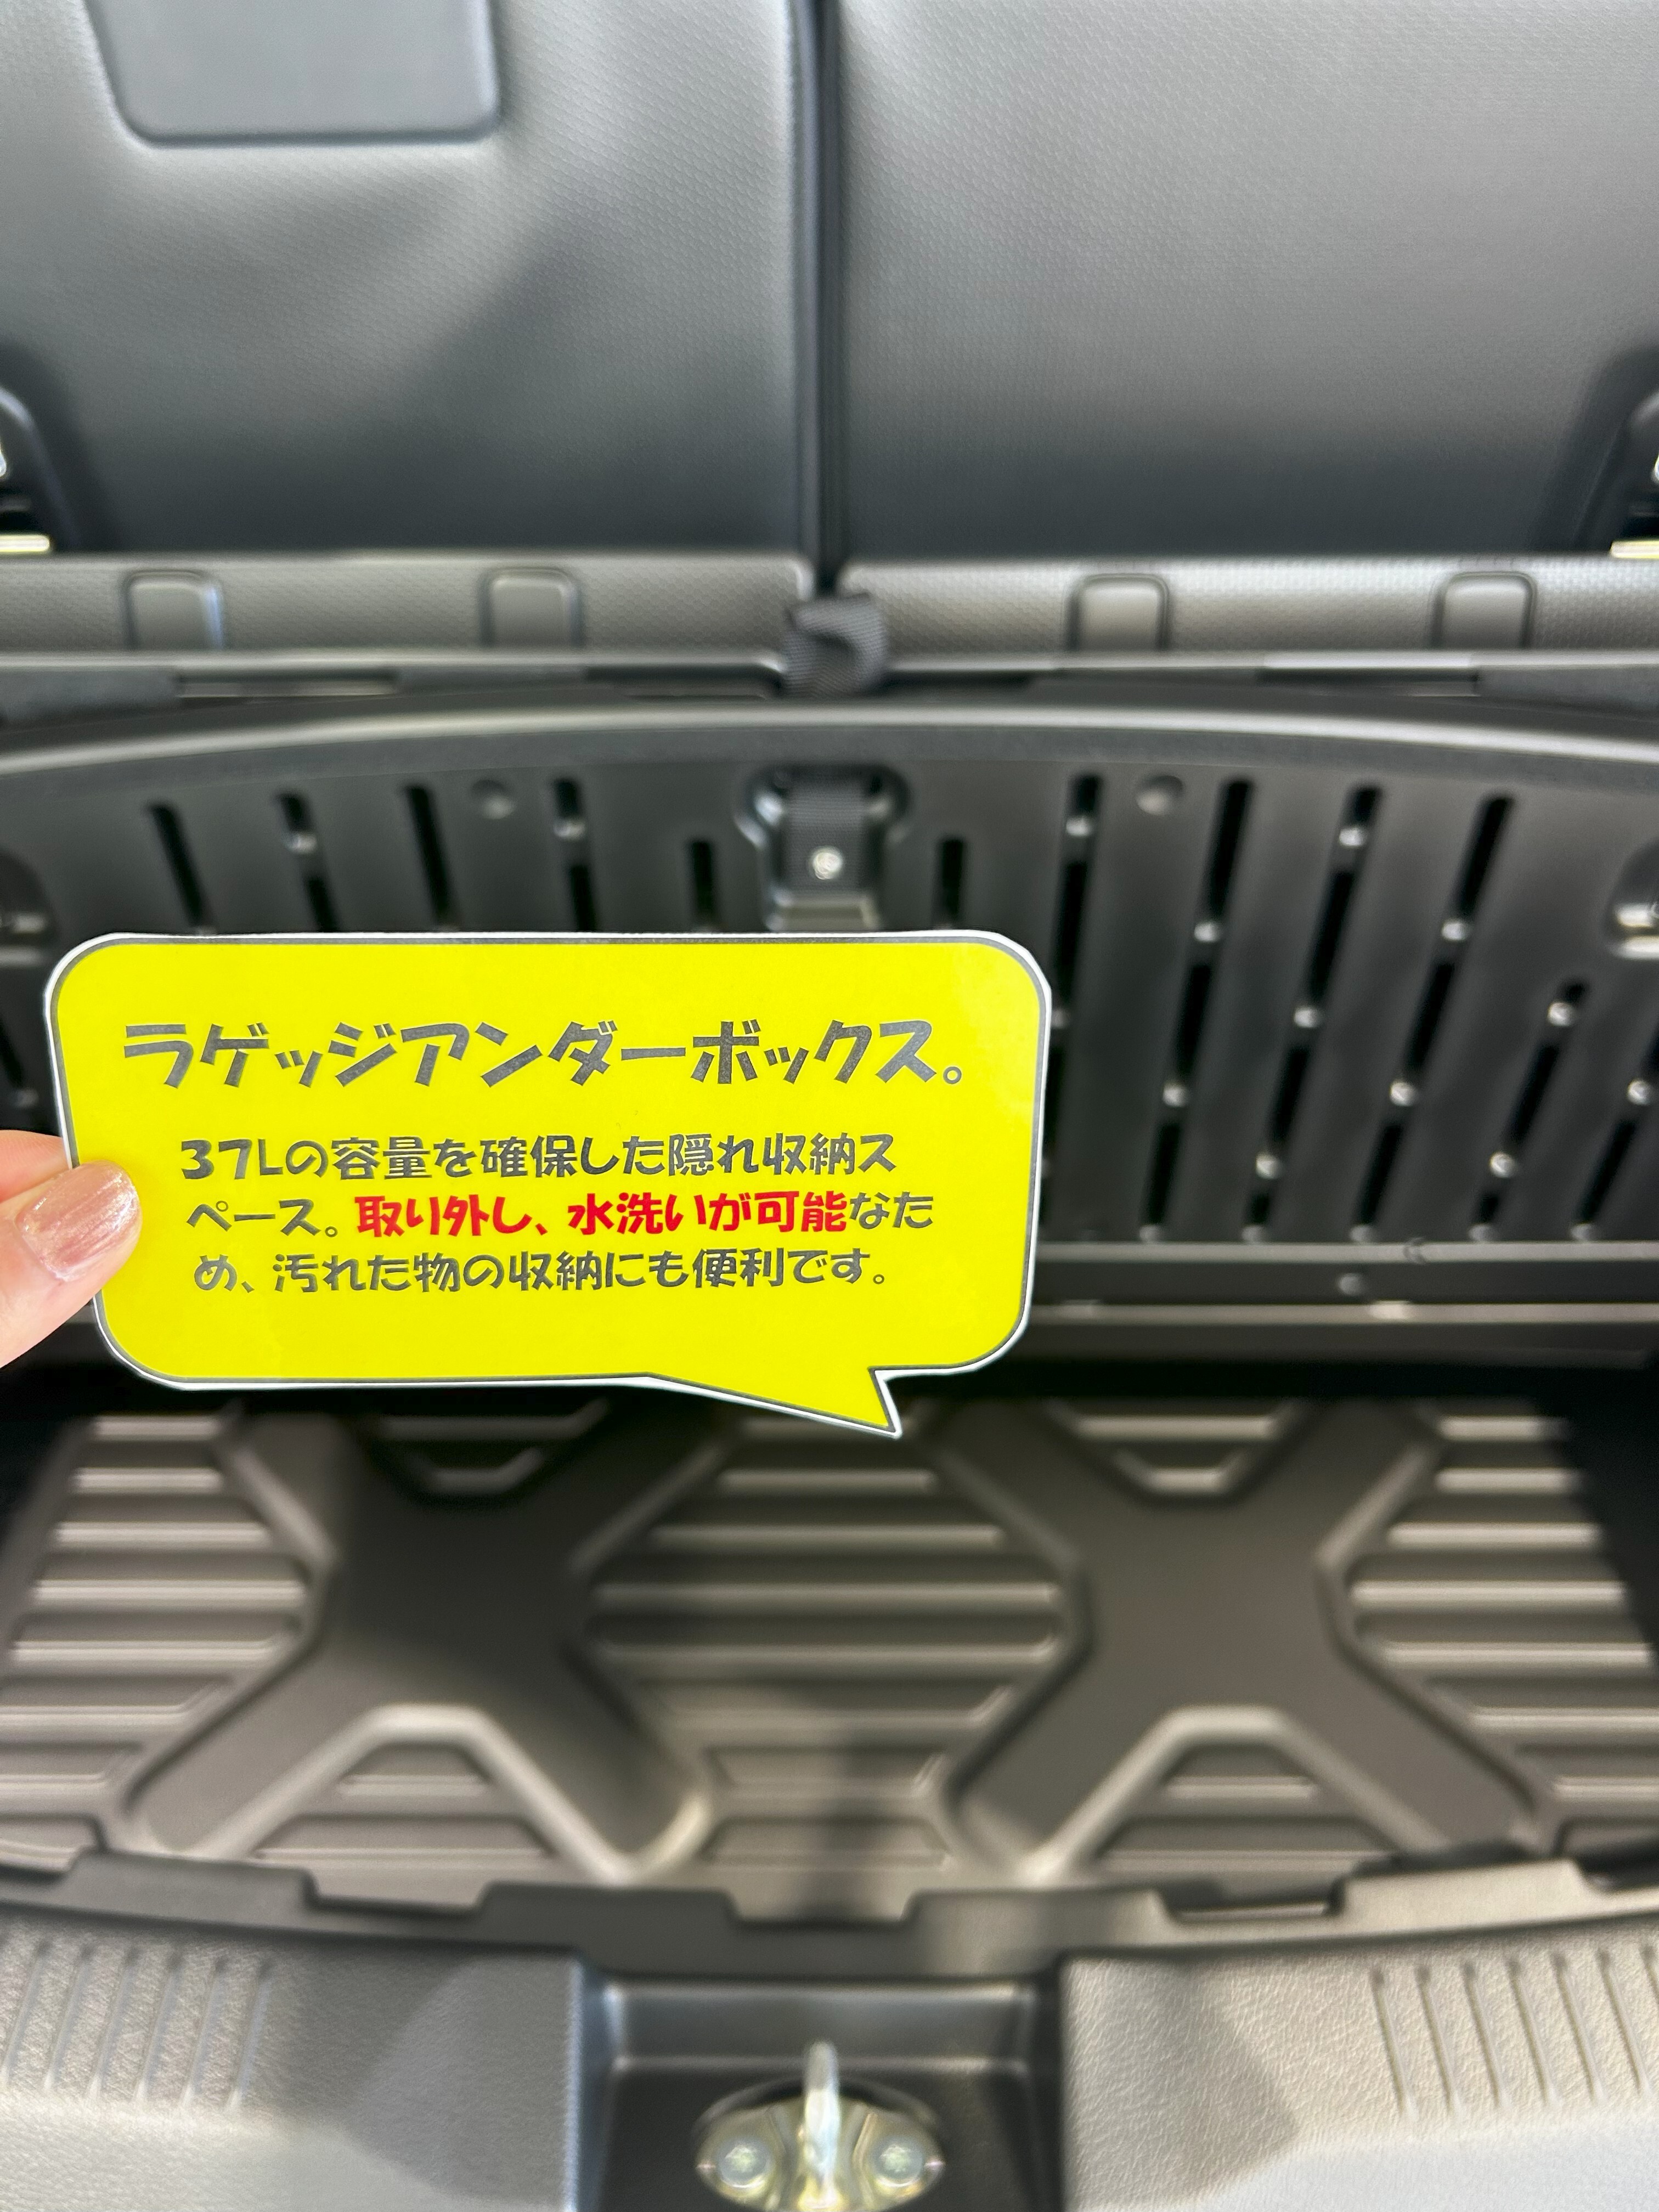 ラゲッジアンダーボックス。
37Lの容量を確保した隠れ収納ス
ペース。取り外し、水洗いが可能なた
め、汚れた物の収納にも便利です。